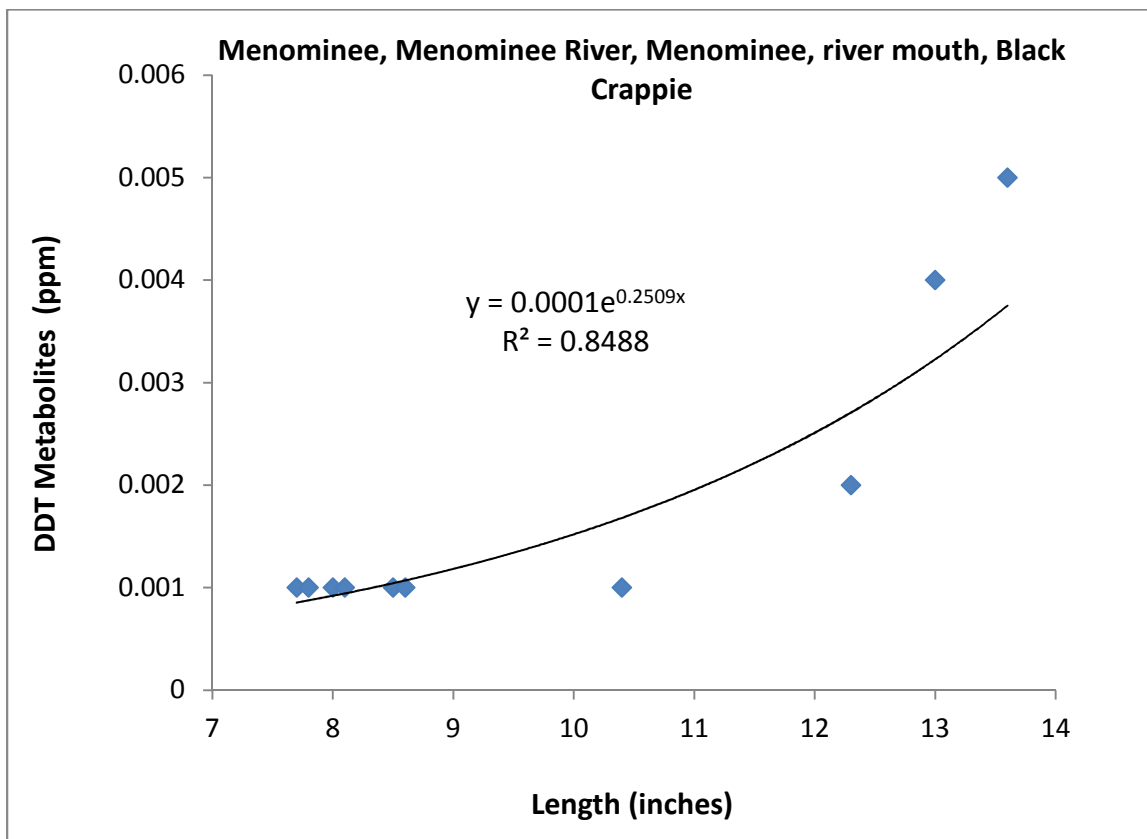 Menominee, Menominee River, Menominee, river mouth, Black
Crappie
0.006
0.005
0.004
0.003
0.002
0.001
0
DDT Metabolites (ppm)
y = 0.0001e^0.2509x
R² = 0.8488
7 8 9 10 11 12 13 14
Length (inches)